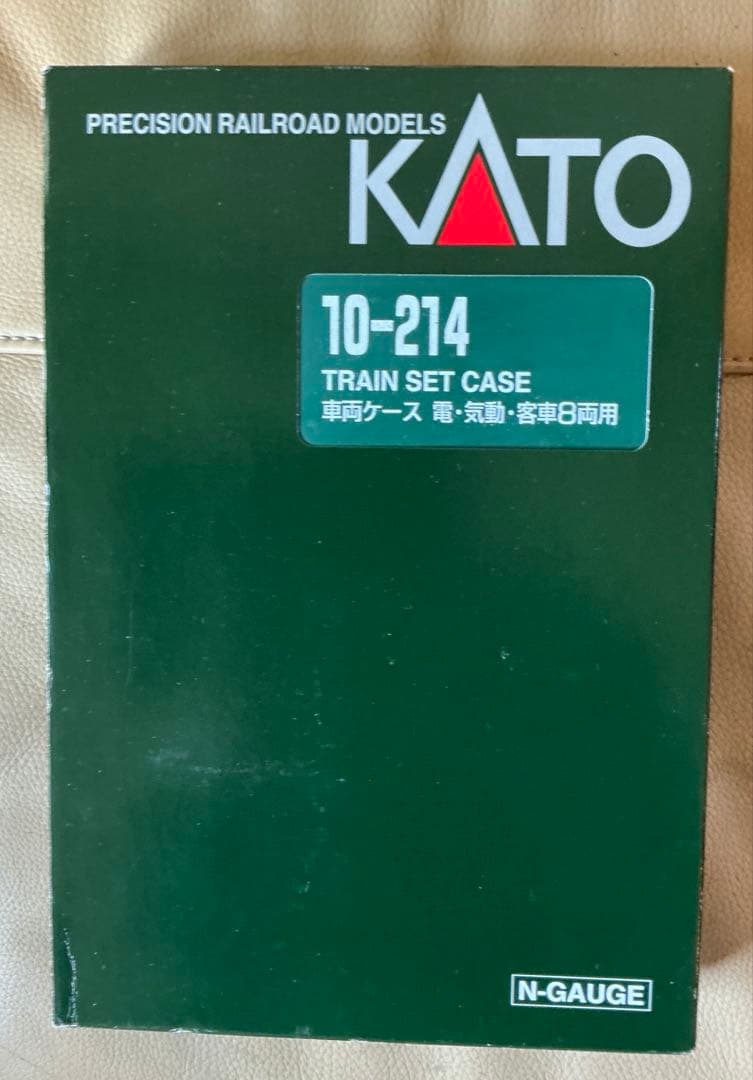 PRECISION RAILROAD MODELS
KATO
10-214
TRAIN SET CASE
車両ケース 電・気動・客車8両用
N-GAUGE